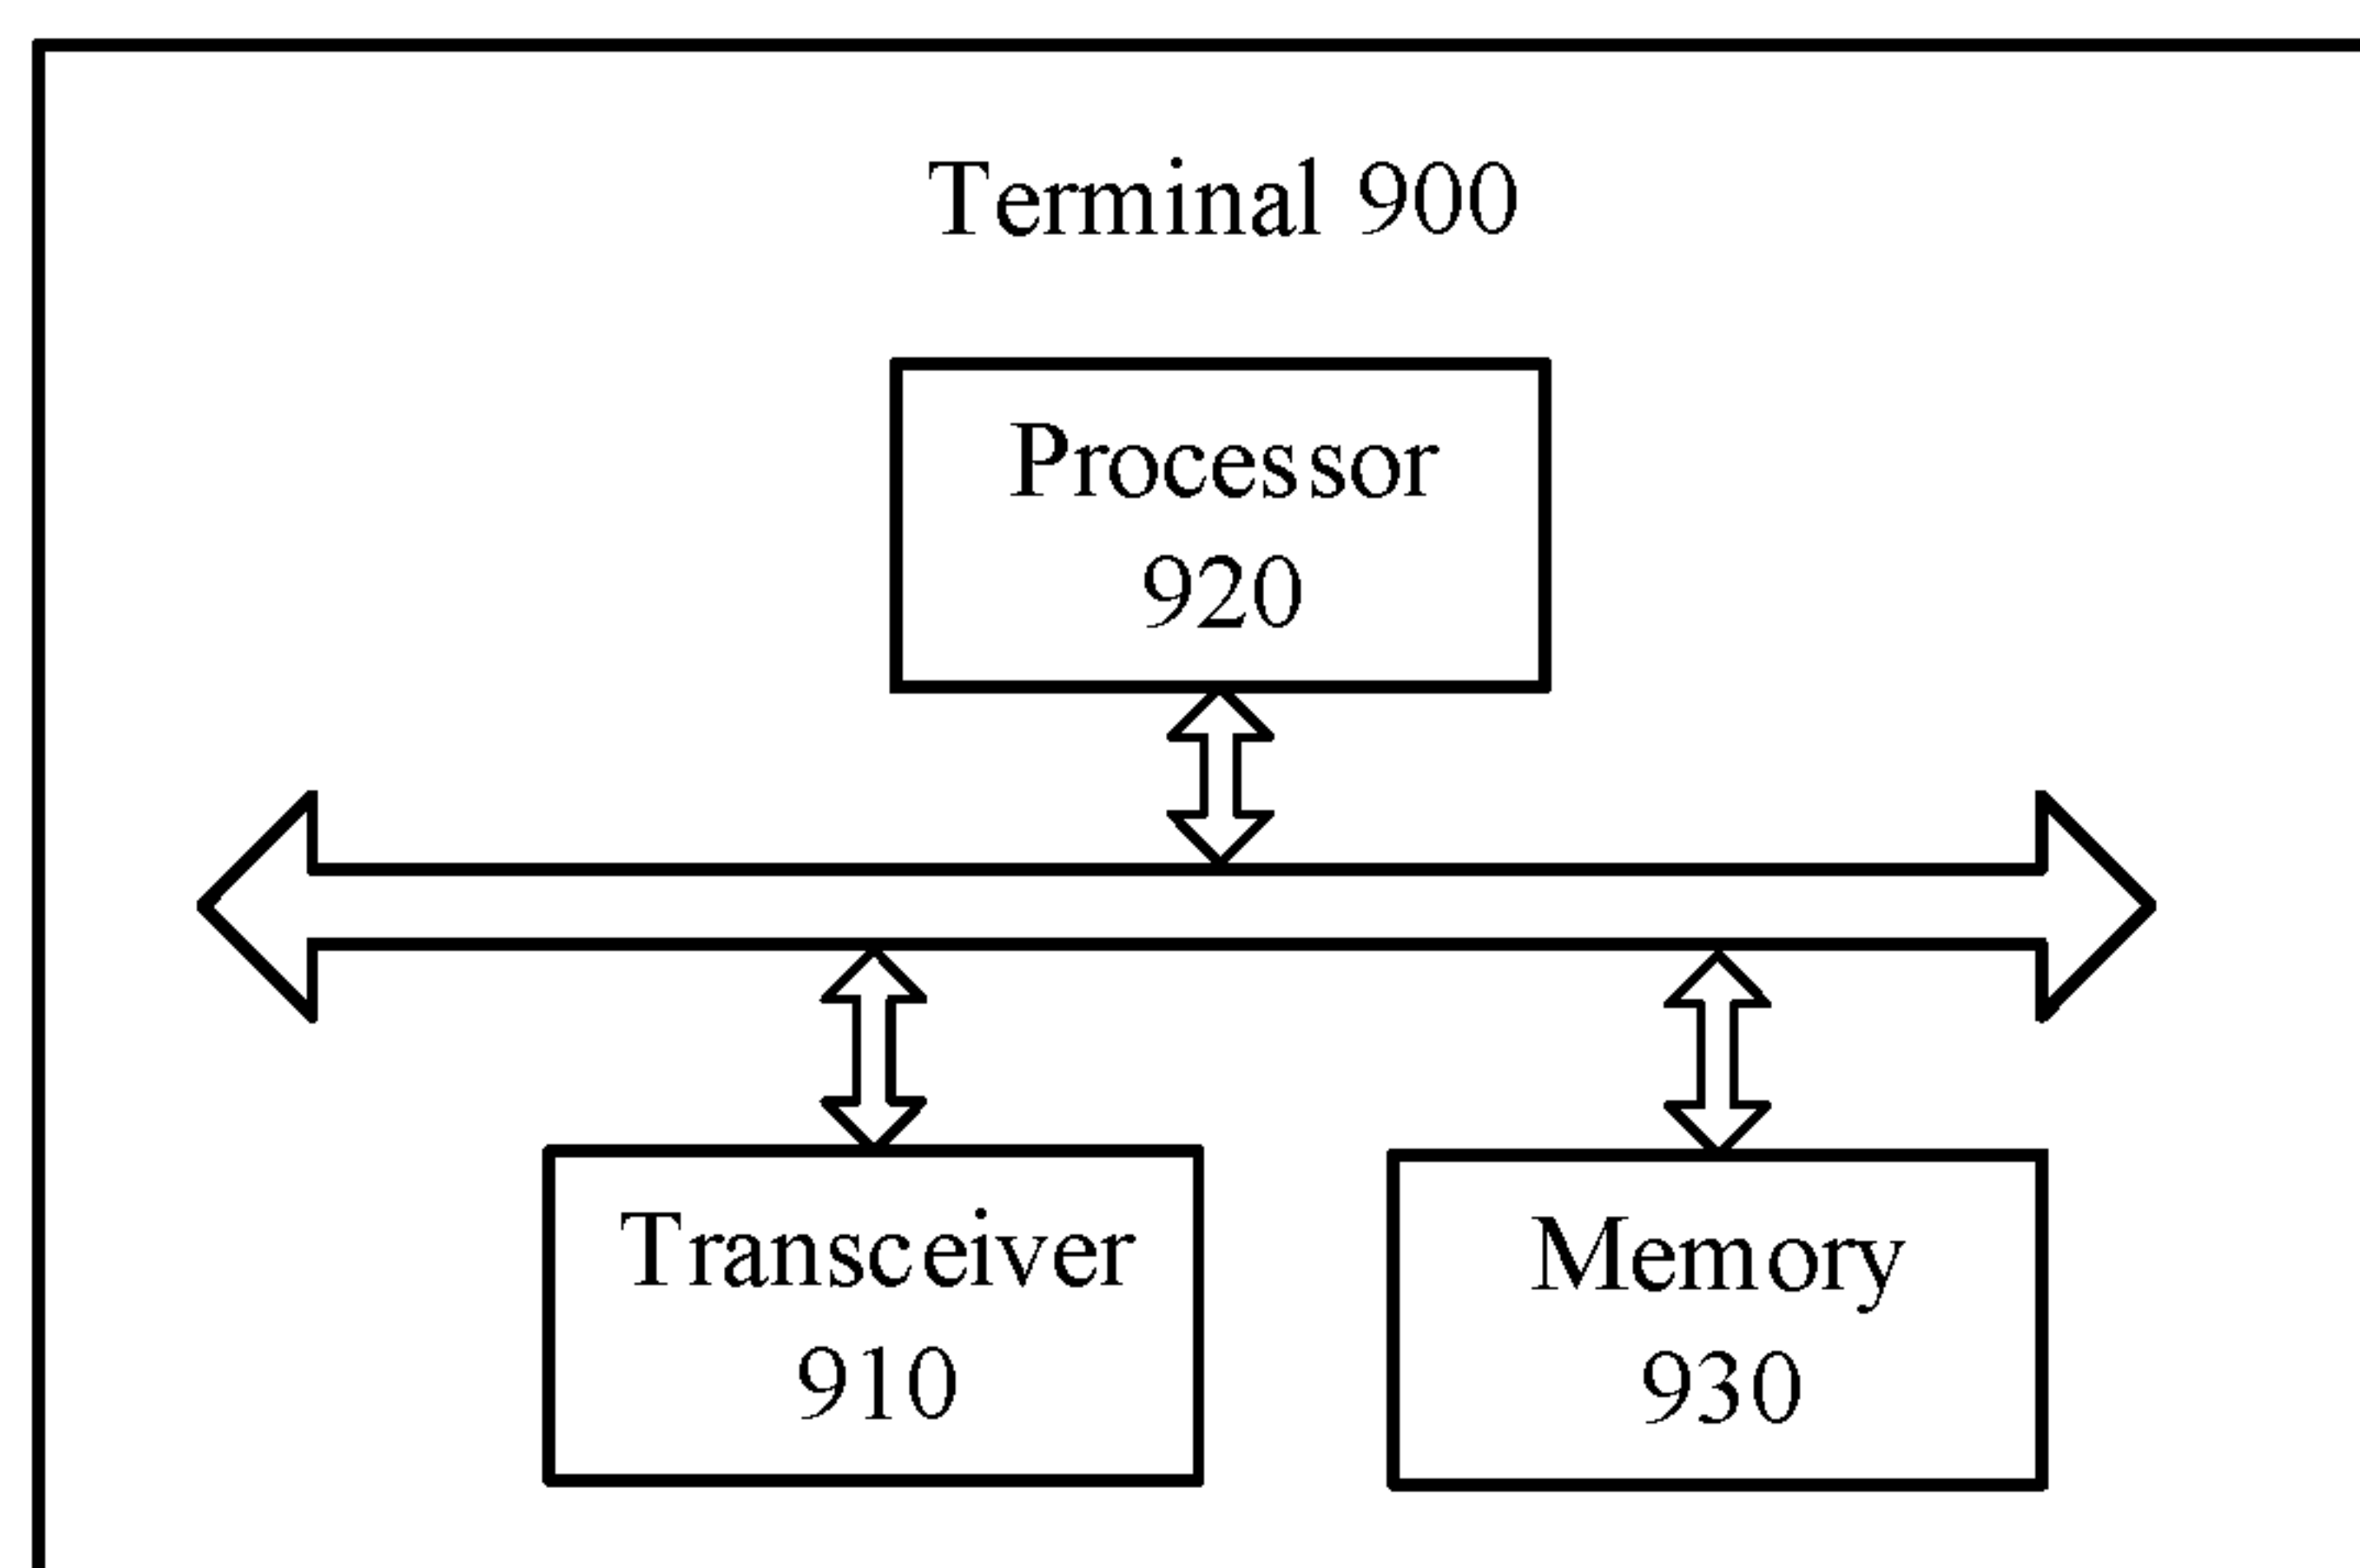 Terminal 900
Processor
920
Transceiver
910
Memory
930